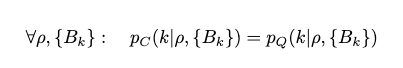 ∀ρ, {B_k} : p_C(k|ρ, {B_k}) = p_Q(k|ρ, {B_k})